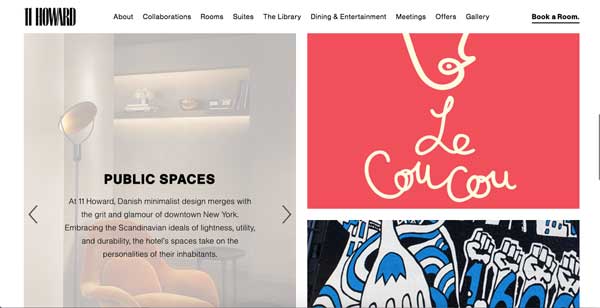 11 HOWARD
About Collaborations Rooms Suites The Library Dining & Entertainment Meetings Offers Gallery Book a Room.
PUBLIC SPACES
At 11 Howard, Danish minimalist design merges with
the grit and glamour of downtown New York.
Embracing the Scandinavian ideals of lightness, utility,
and durability, the hotel's spaces take on the
personalities of their inhabitants.
Le
CouCou